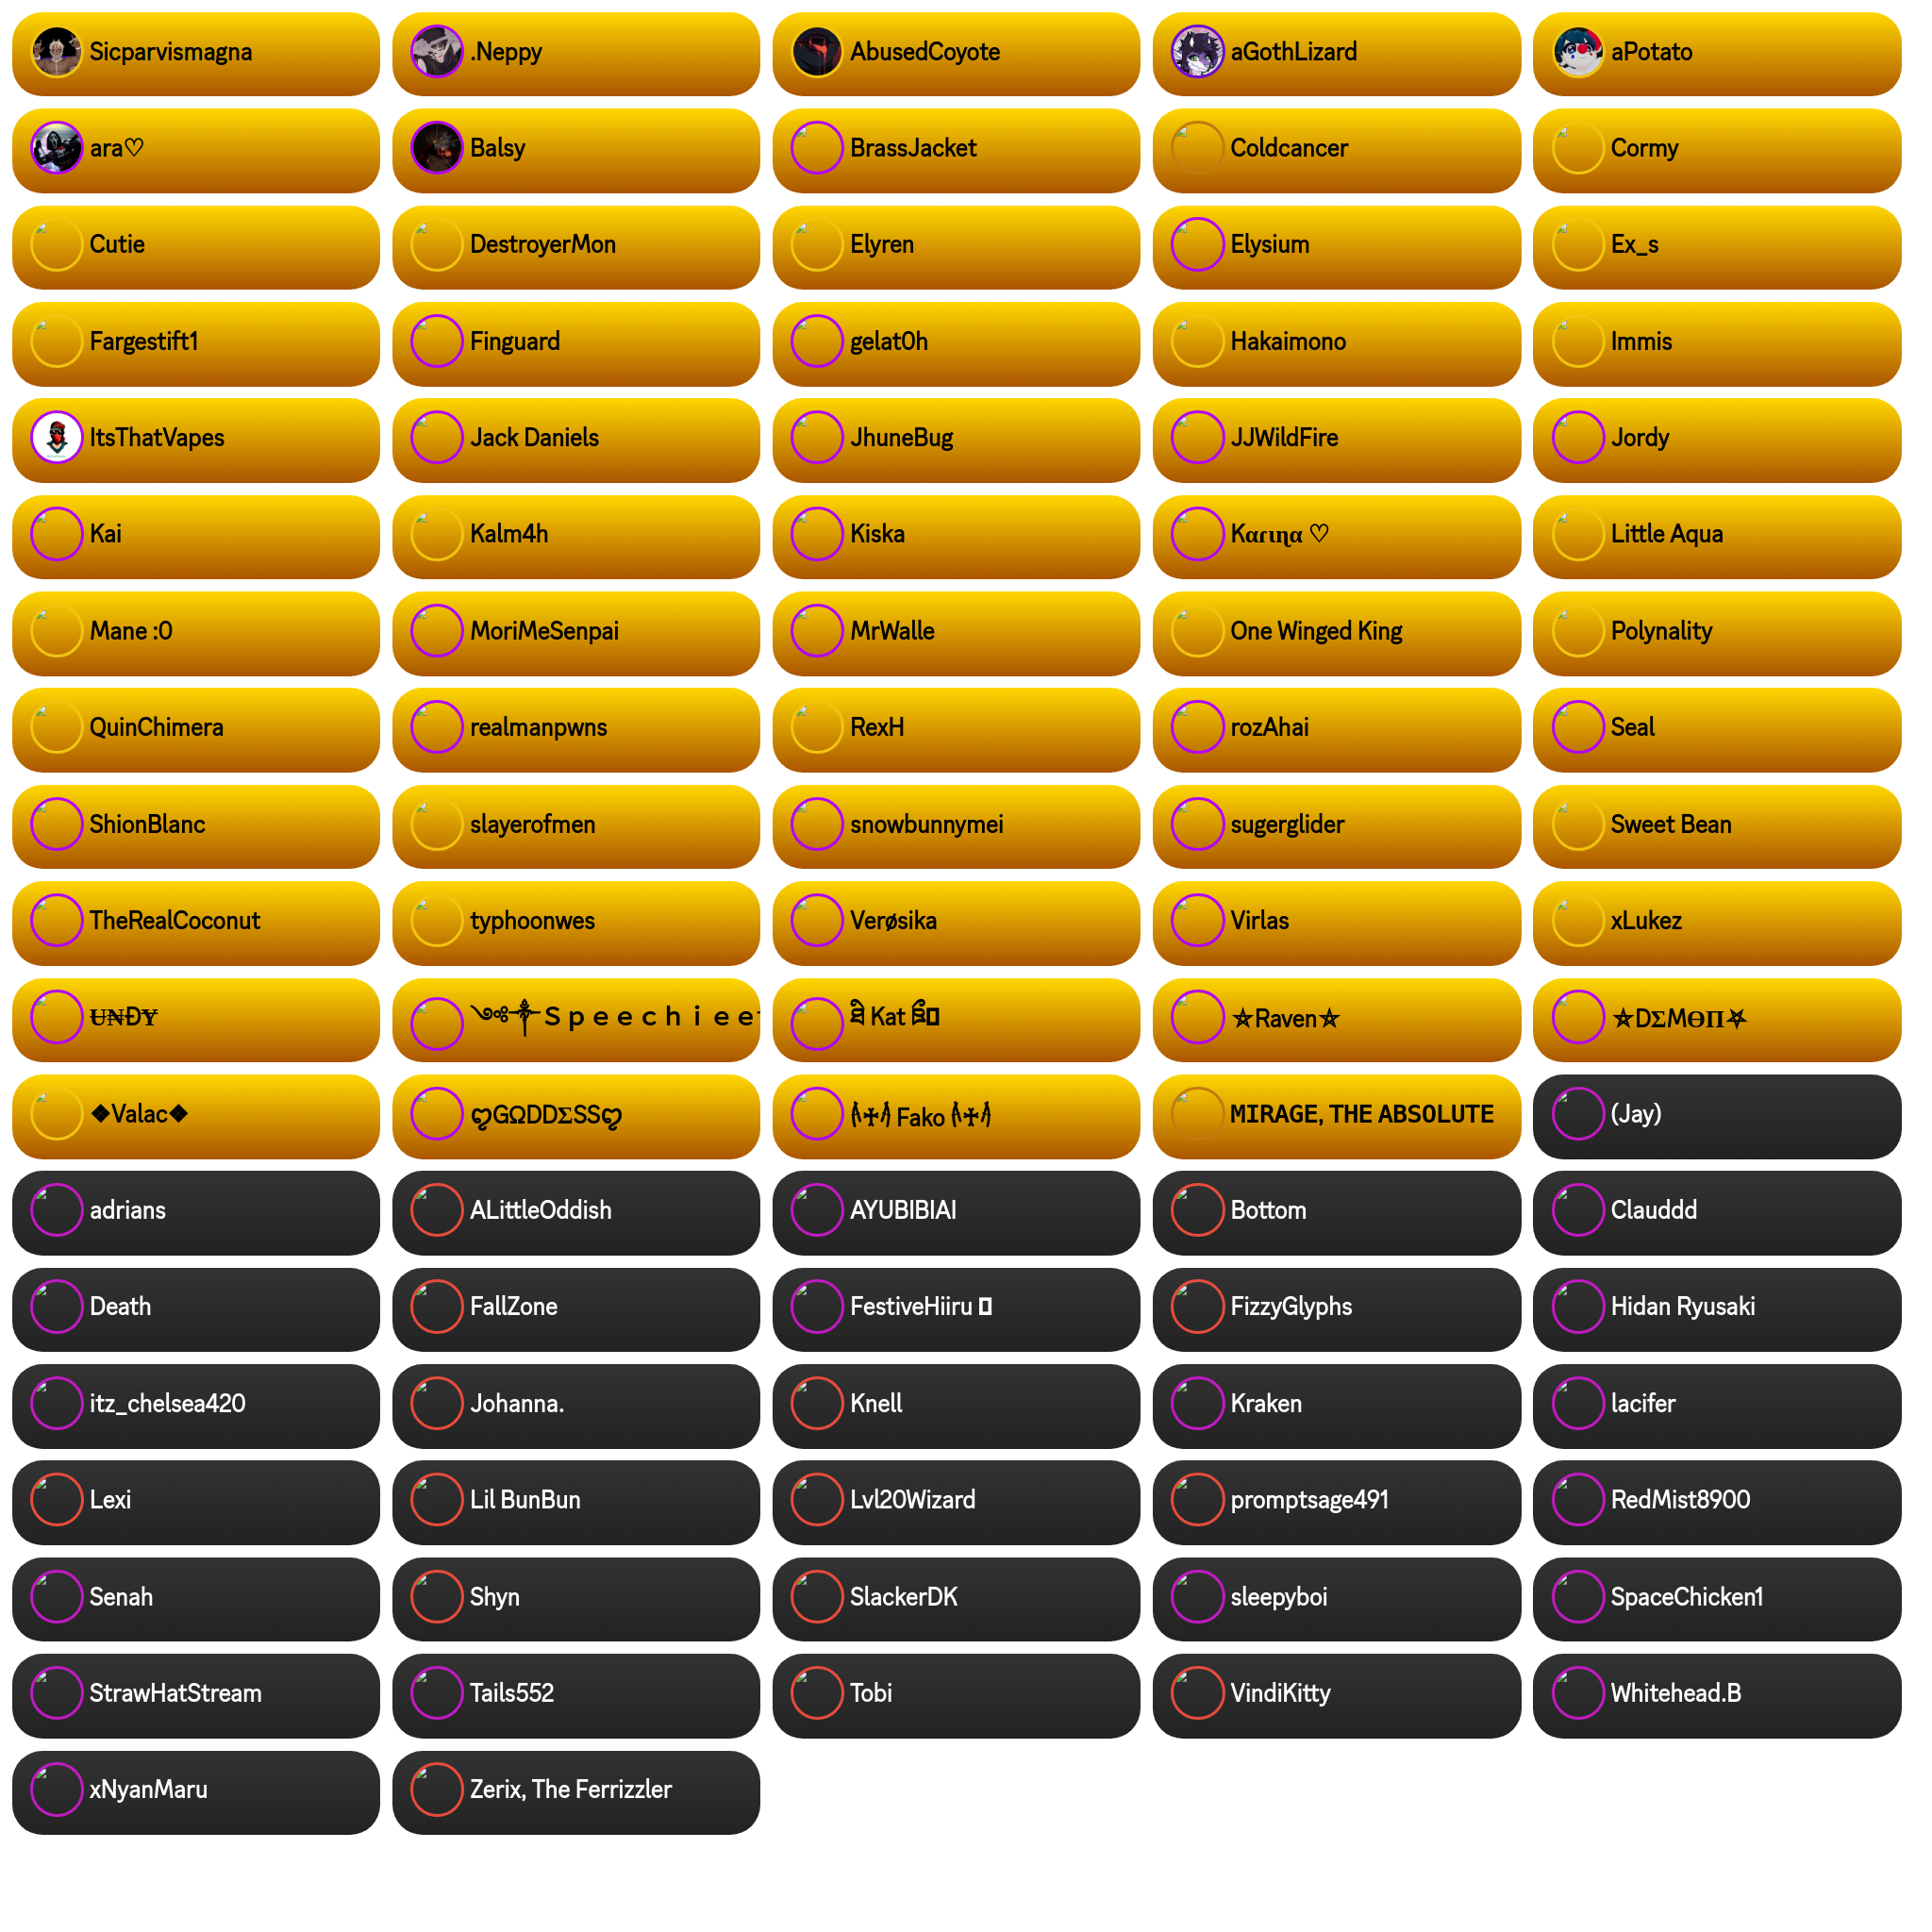 Sicparvismagna
.Neppy
AbusedCoyote
aGothLizard
aPotato
ara♡
Balsy
BrassJacket
Coldcancer
Cormy
Cutie
DestroyerMon
Elyren
Elysium
Ex_s
Fargestift1
Finguard
gelat0h
Hakaimono
Immis
ItsThatVapes
Jack Daniels
JhuneBug
JJWildFire
Jordy
Kai
Kalm4h
Kiska
Kαɾιɳα ♡
Little Aqua
Mane :0
MoriMeSenpai
MrWalle
One Winged King
Polynality
QuinChimera
realmanpwns
RexH
rozAhai
Seal
ShionBlanc
slayerofmen
snowbunnymei
sugerglider
Sweet Bean
TheRealCoconut
typhoonwes
Verøsika
Virlas
xLukez
Ʉ₦ĐɎ
༺༒Ｓｐｅｅｃｈｉｅｅ
Kat
⛤Raven⛤
⛤DΣMӨП⛧
❖Valac❖
ღGΩDDΣSSღ
Fako
MIRAGE, THE ABSOLUTE
(Jay)
adrians
ALittleOddish
AYUBIBIAI
Bottom
Clauddd
Death
FallZone
FestiveHiiru
FizzyGlyphs
Hidan Ryusaki
itz_chelsea420
Johanna.
Knell
Kraken
lacifer
Lexi
Lil BunBun
Lvl20Wizard
promptsage491
RedMist8900
Senah
Shyn
SlackerDK
sleepyboi
SpaceChicken1
StrawHatStream
Tails552
Tobi
VindiKitty
Whitehead.B
xNyanMaru
Zerix, The Ferrizzler